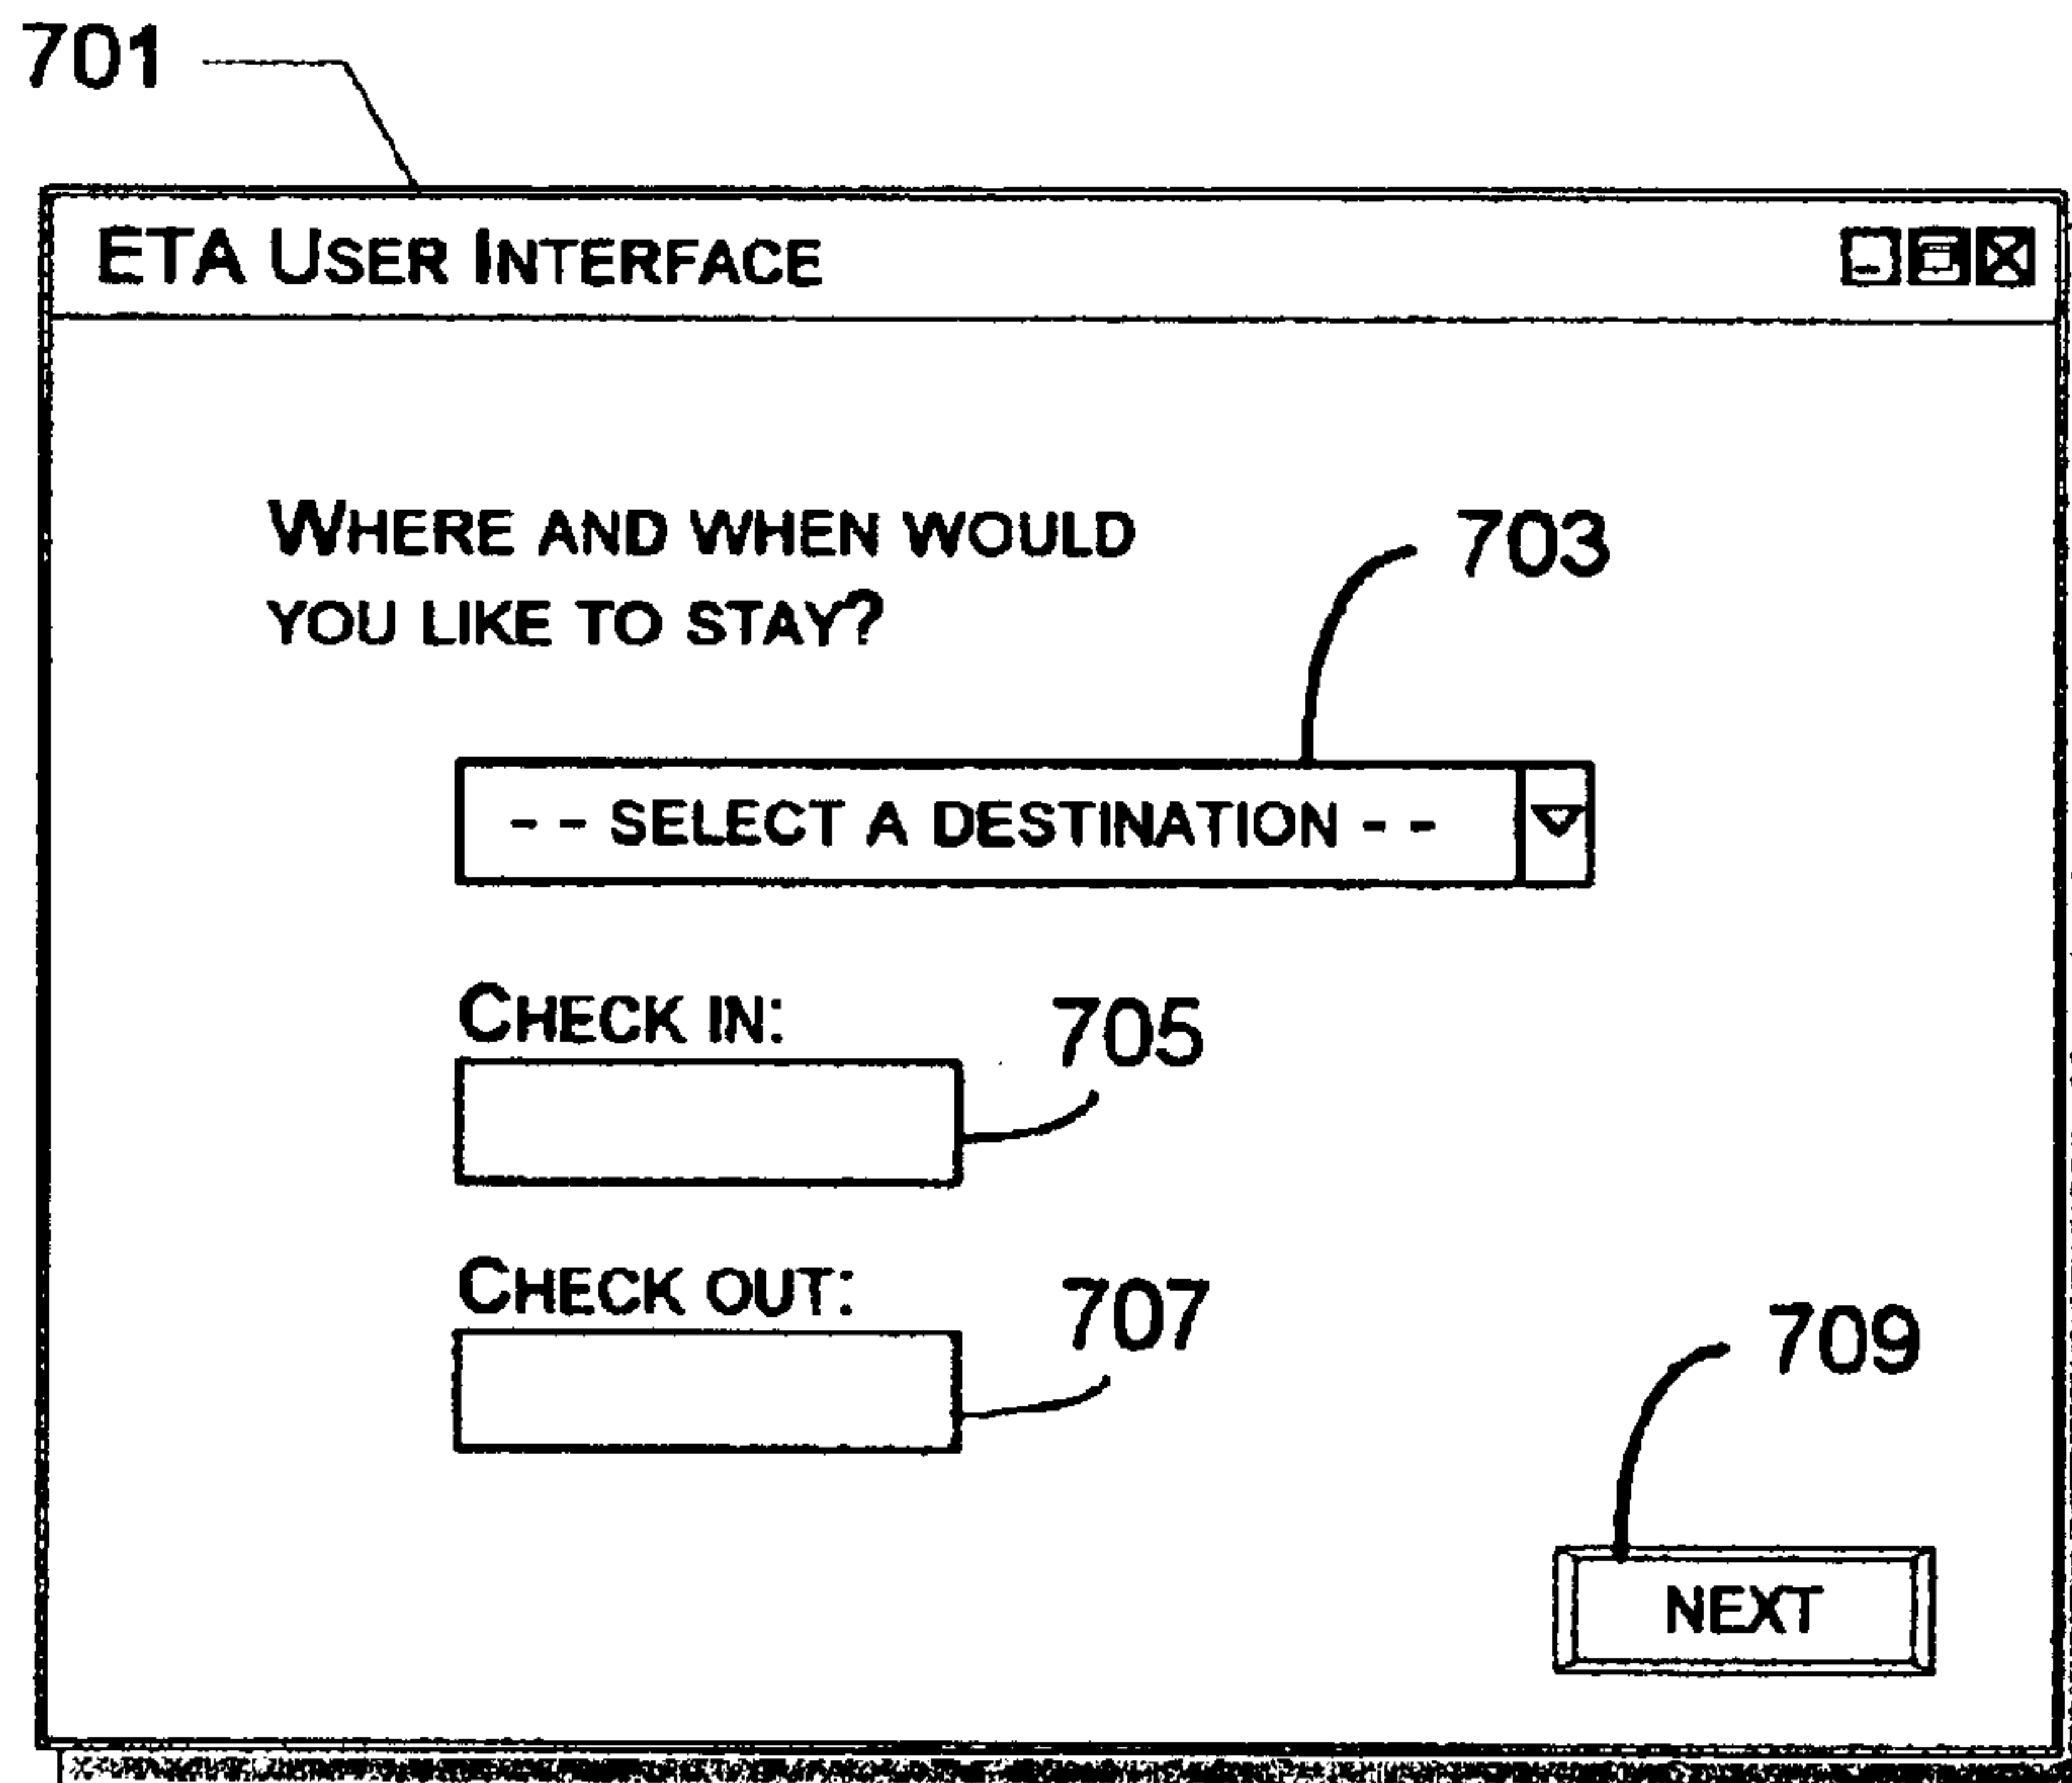 701
ETA USER INTERFACE
WHERE AND WHEN WOULD
YOU LIKE TO STAY?
703
- - SELECT A DESTINATION - -
CHECK IN:
705
CHECK OUT:
707
709
NEXT